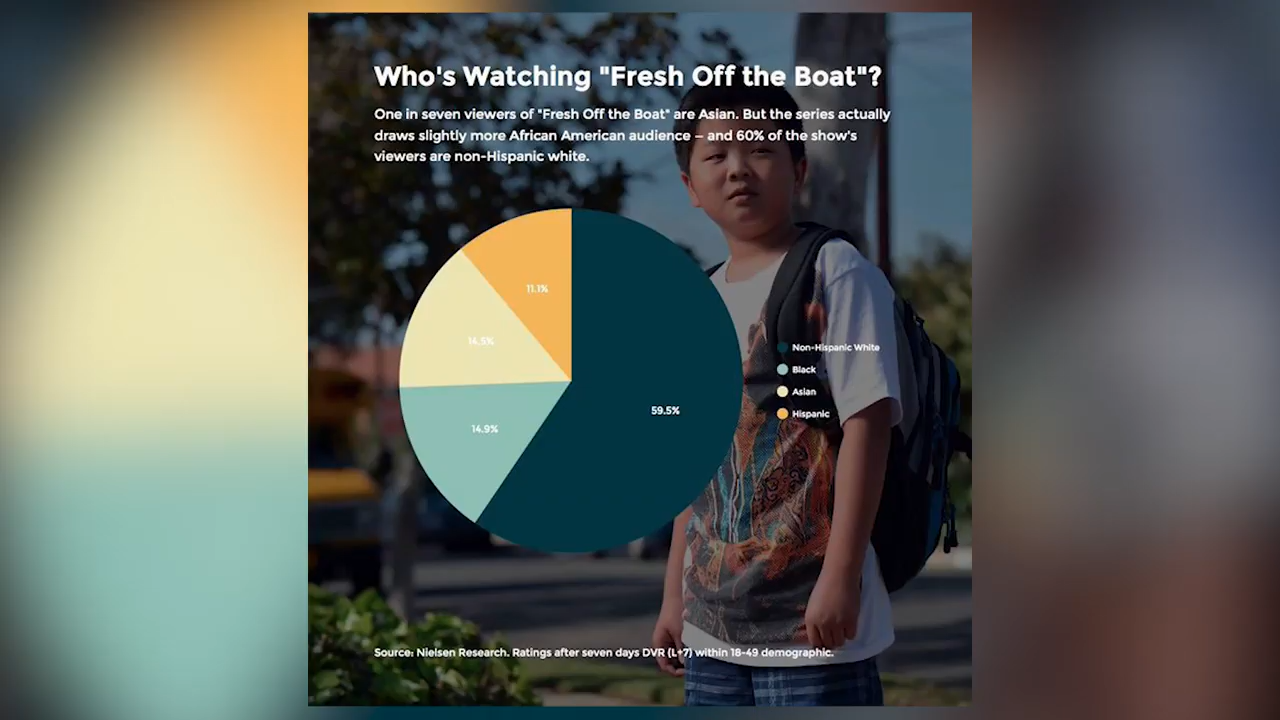 Who's Watching "Fresh Off the Boat"?
One in seven viewers of "Fresh Off the Boat" are Asian. But the series actually
draws slightly more African American audience – and 60% of the show's
viewers are non-Hispanic white.
11.1%
14.5%
Non-Hispanic White
Black
Asian
59.5%
Hispanic
14.9%
Source: Nielsen Research. Ratings after seven days DVR (L+7) within 18-49 demographic.